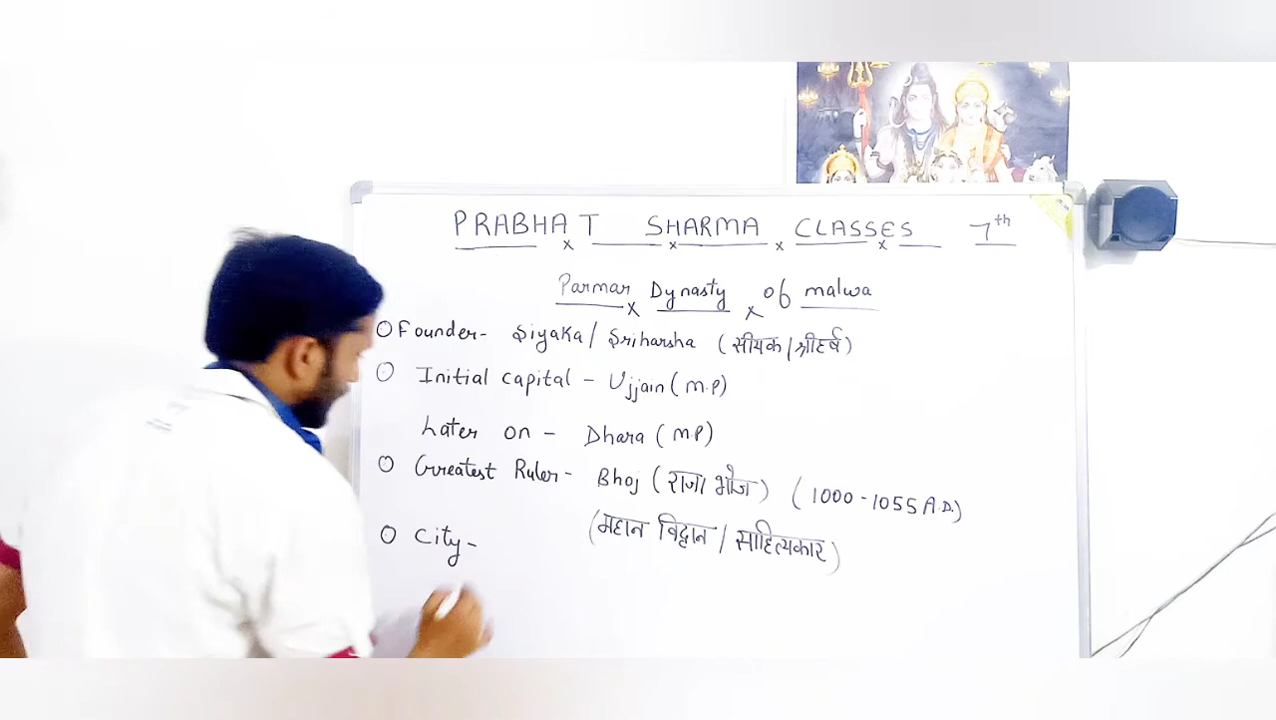 PRABHAT SHARMA CLASSES 7th
Parmar Dynasty of malwa
Founder- Siyaka / Sriharsha (सीयक / श्रीहर्ष)
Initial capital - Ujjain (M.P)
Later on - Dhara (MP)
Greatest Ruler- Bhoj (राजा भोज) (1000-1055 A.D.)
(महान विद्वान / साहित्यकार)
City-